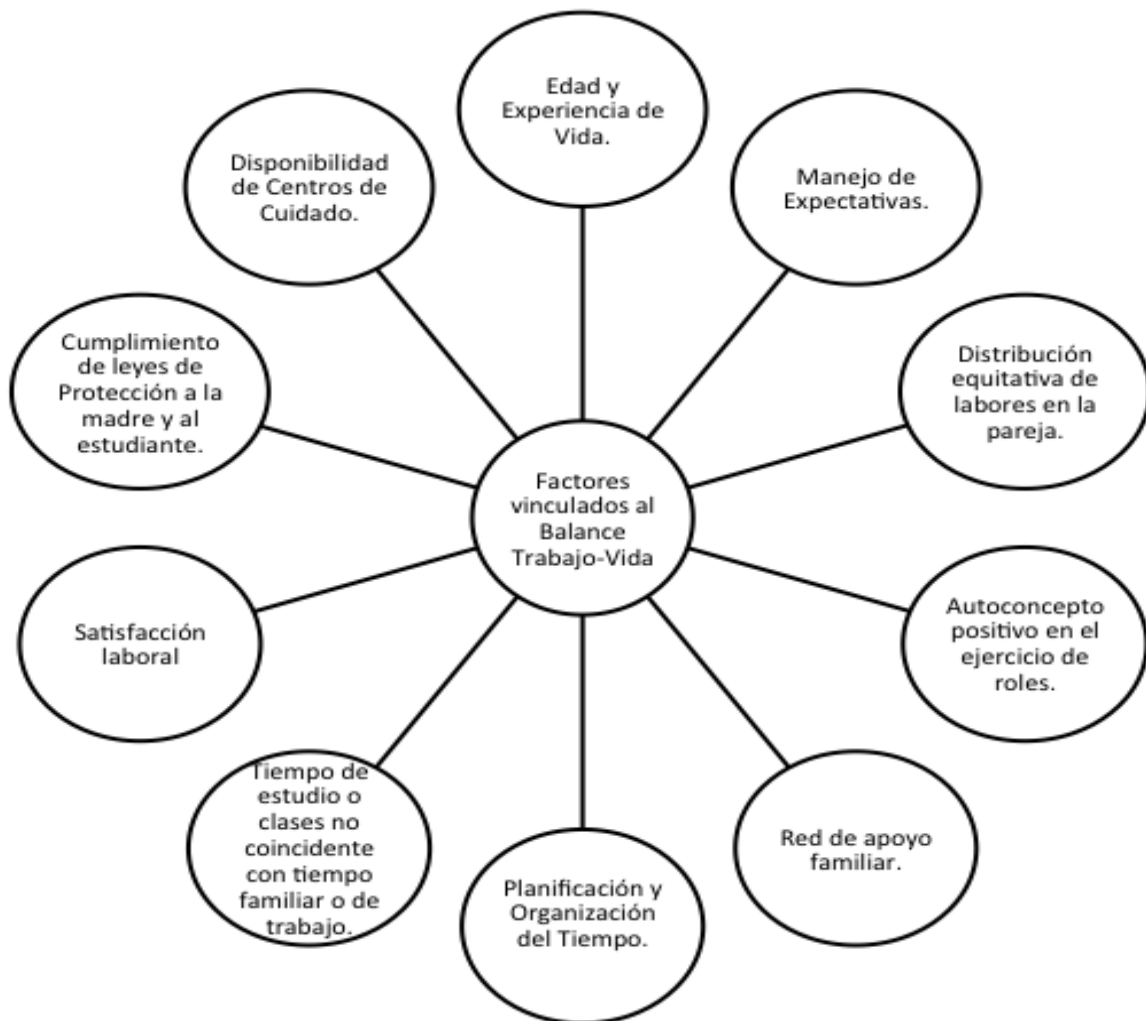 Edad y
Experiencia de
Vida.
Manejo de
Expectativas.
Distribución
equitativa de
labores en la
pareja.
Autoconcepto
positivo en el
ejercicio de
roles.
Red de apoyo
familiar.
Planificación y
Organización
del Tiempo.
Tiempo de
estudio o
clases no
coincidente
con tiempo
familiar o de
trabajo.
Satisfacción
laboral
Cumplimiento
de leyes de
Protección a la
madre y al
estudiante.
Disponibilidad
de Centros de
Cuidado.
Factores
vinculados al
Balance
Trabajo-Vida